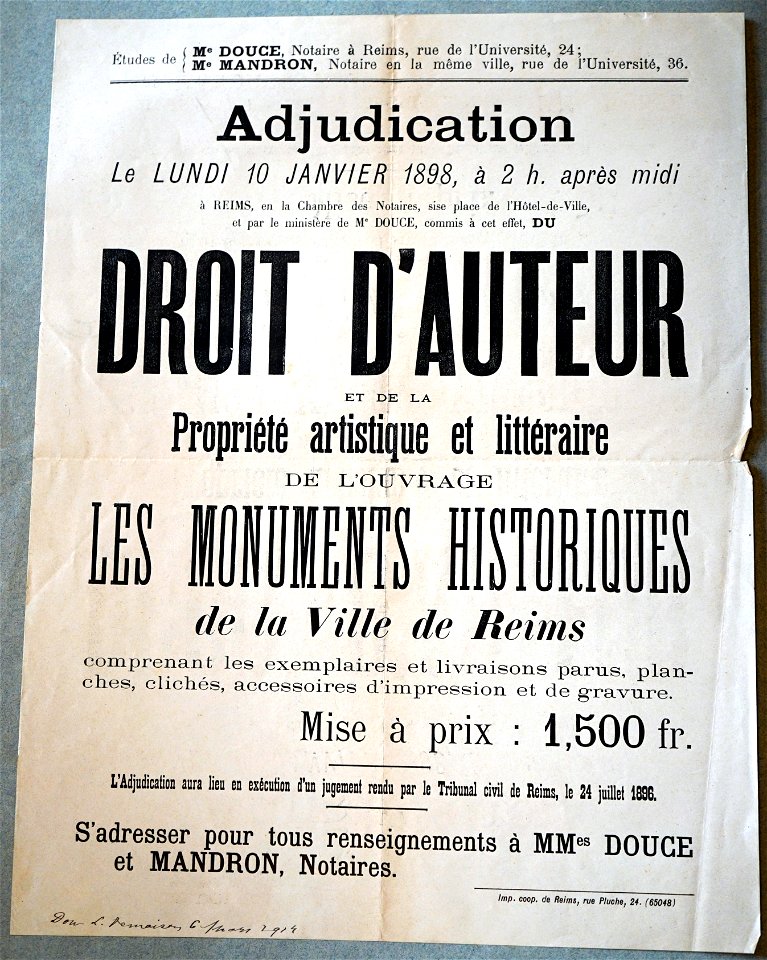 Études de { Me DOUCE, Notaire à Reims, rue de l'Université, 24;
Me MANDRON, Notaire en la même ville, rue de l'Université, 36.
Adjudication
Le LUNDI 10 JANVIER 1898, à 2 h. après midi
à REIMS, en la Chambre des Notaires, sise place de l'Hôtel-de-Ville,
et par le ministère de Me DOUCE, commis à cet effet, DU
DROIT D'AUTEUR
ET DE LA
Propriété artistique et littéraire
DE L'OUVRAGE
LES MONUMENTS HISTORIQUES
de la Ville de Reims
comprenant les exemplaires et livraisons parus, plan-
ches, clichés, accessoires d'impression et de gravure.
Mise à prix : 1,500 fr.
L'Adjudication aura lieu en exécution d'un jugement rendu par le Tribunal civil de Reims, le 24 juillet 1896.
S'adresser pour tous renseignements à MMes DOUCE
et MANDRON, Notaires.
Imp. coop. de Reims, rue Pluche, 24. (65048)
Don L. Demaison 6 mars 1914